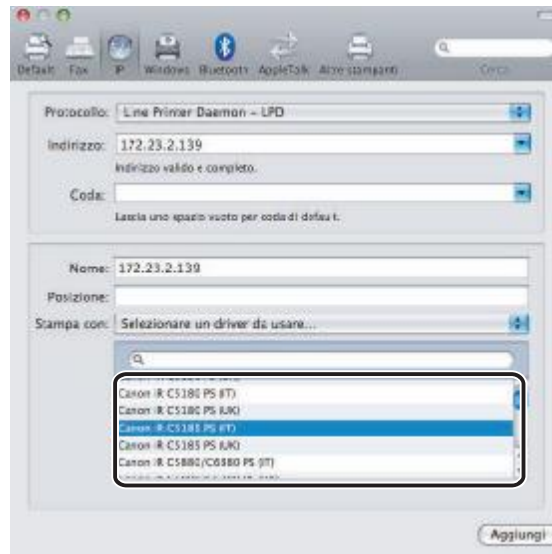 Default Fax IP Windows Bluetooth AppleTalk Altre stampanti Cerca
Protocollo: Line Printer Daemon – LPD
Indirizzo: 172.23.2.139
Indirizzo valido e completo.
Coda:
Lascia uno spazio vuoto per coda di default.
Nome: 172.23.2.139
Posizione:
Stampa con: Selezionare un driver da usare...
Canon iR C5180 PS (IT)
Canon iR C5180 PS (UK)
Canon iR C5185 PS (IT)
Canon iR C5185 PS (UK)
Canon iR C5880/C6880 PS (IT)
Aggiungi